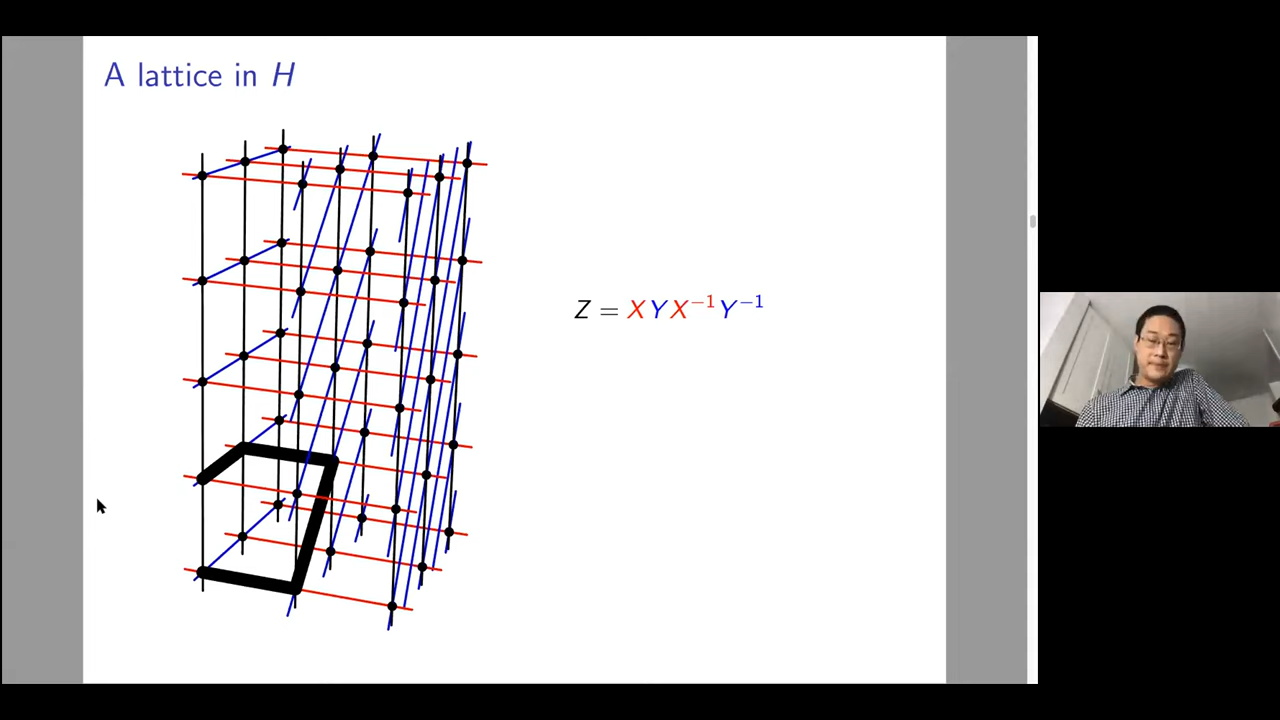 A lattice in H
Z = XYX⁻¹Y⁻¹